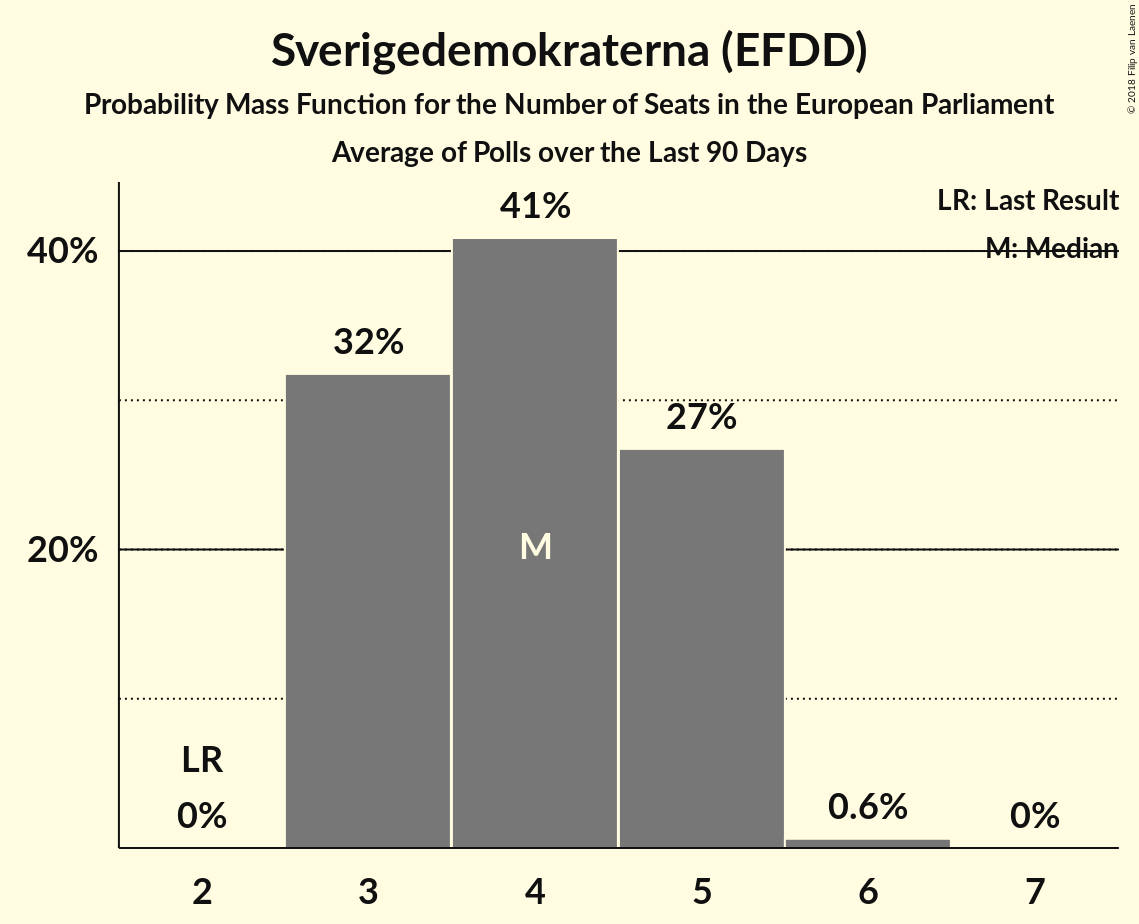 Sverigedemokraterna (EFDD)
Probability Mass Function for the Number of Seats in the European Parliament
Average of Polls over the Last 90 Days
© 2018 Filip van Laenen
LR: Last Result
M: Median
41%
40%
32%
27%
M
20%
LR
0%
0.6%
0%
2 3 4 5 6 7